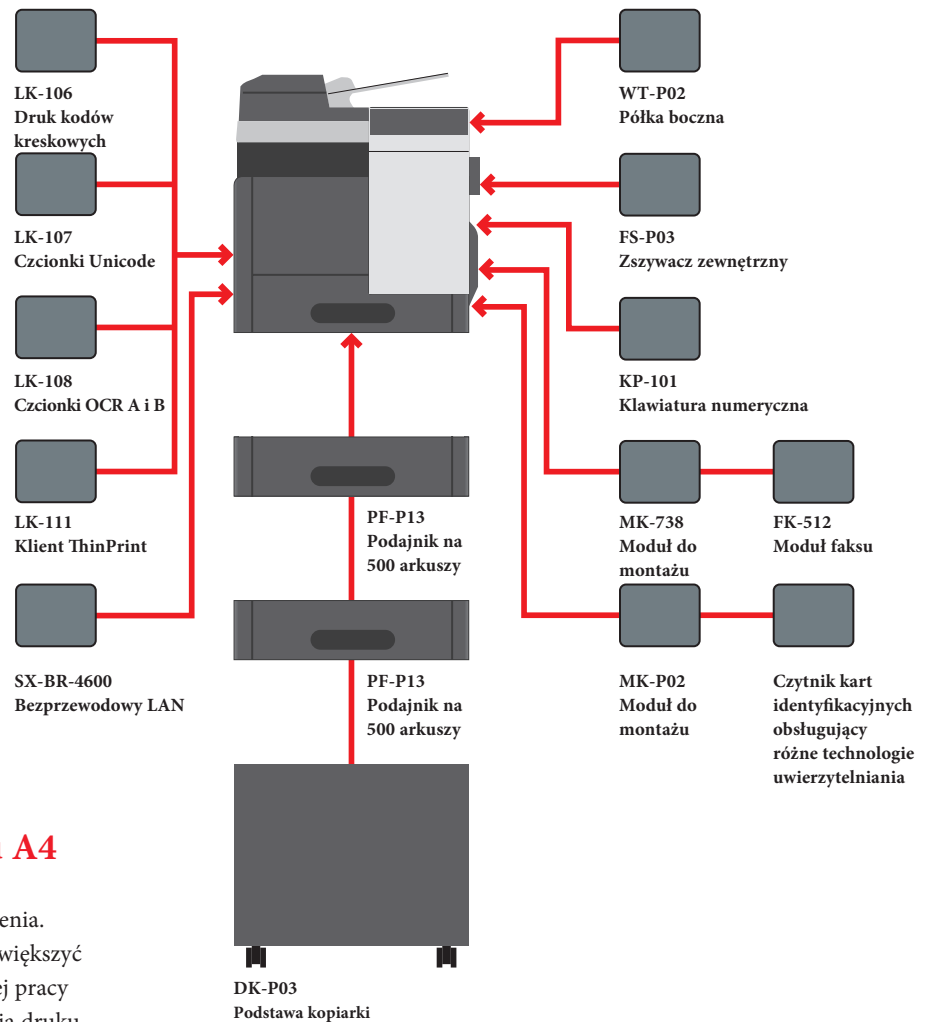 LK-106
Druk kodów
kreskowych
LK-107
Czcionki Unicode
LK-108
Czcionki OCR A i B
LK-111
Klient ThinPrint
SX-BR-4600
Bezprzewodowy LAN
WT-P02
Półka boczna
FS-P03
Zszywacz zewnętrzny
KP-101
Klawiatura numeryczna
MK-738
Moduł do
montażu
FK-512
Moduł faksu
MK-P02
Moduł do
montażu
Czytnik kart
identyfikacyjnych
obsługujący
różne technologie
uwierzytelniania
PF-P13
Podajnik na
500 arkuszy
PF-P13
Podajnik na
500 arkuszy
DK-P03
Podstawa kopiarki
A4
enia.
większyć
ej pracy
druku